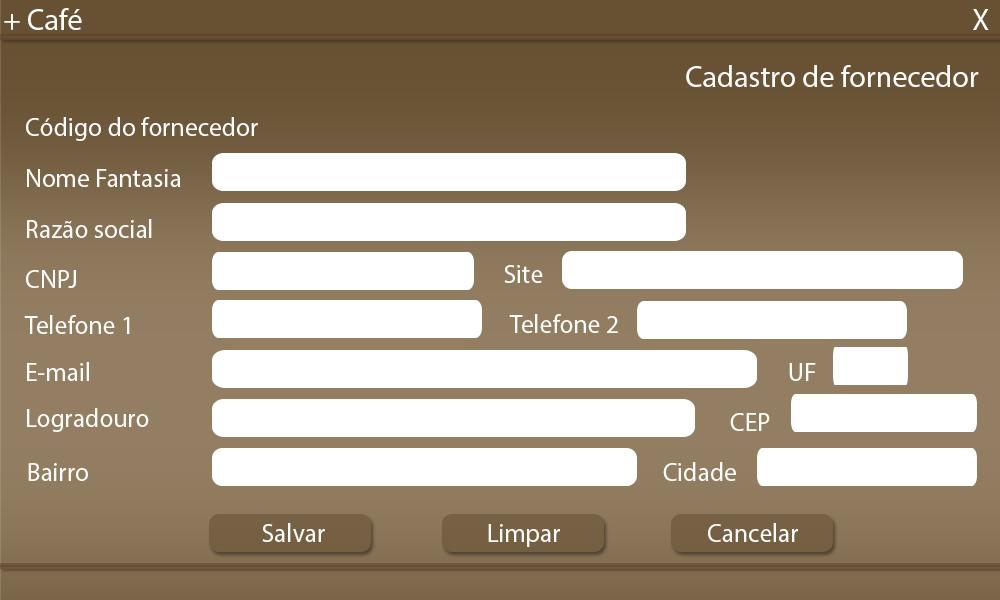 + Café X
Cadastro de fornecedor
Código do fornecedor
Nome Fantasia
Razão social
CNPJ Site
Telefone 1 Telefone 2
E-mail UF
Logradouro CEP
Bairro Cidade
Salvar Limpar Cancelar